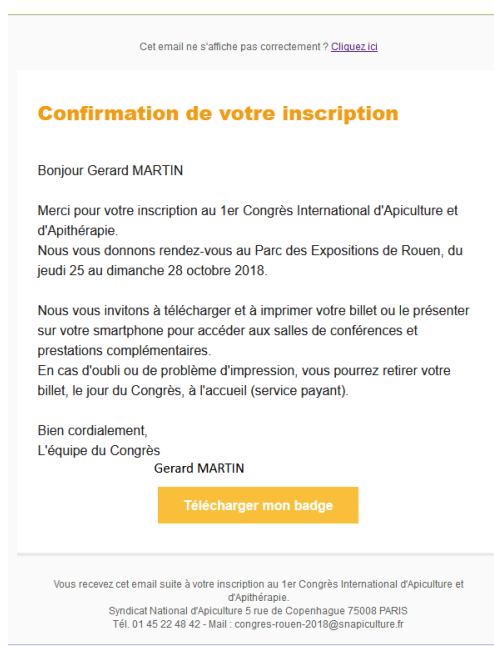 Cet email ne s'affiche pas correctement ? Cliquez ici
Confirmation de votre inscription
Bonjour Gerard MARTIN
Merci pour votre inscription au 1er Congrès International d'Apiculture et
d'Apithérapie.
Nous vous donnons rendez-vous au Parc des Expositions de Rouen, du
jeudi 25 au dimanche 28 octobre 2018.
Nous vous invitons à télécharger et à imprimer votre billet ou le présenter
sur votre smartphone pour accéder aux salles de conférences et
prestations complémentaires.
En cas d'oubli ou de problème d'impression, vous pourrez retirer votre
billet, le jour du Congrès, à l'accueil (service payant).
Bien cordialement,
L'équipe du Congrès
Gerard MARTIN
Télécharger mon badge
Vous recevez cet email suite à votre inscription au 1er Congrès International d'Apiculture et
d'Apithérapie.
Syndicat National d'Apiculture 5 rue de Copenhague 75008 PARIS
Tél. 01 45 22 48 42 - Mail : congres-rouen-2018@snapiculture.fr